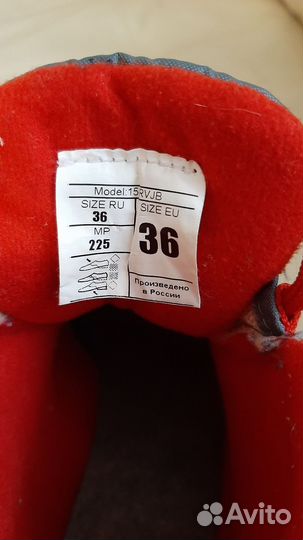 Model:15RVJB
SIZE RU
36
MP
225
SIZE EU
36
Произведено
в России
Avito